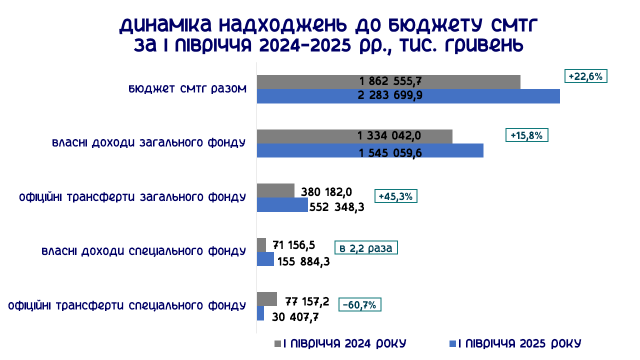 ДИНАМІКА НАДХОДЖЕНЬ ДО БЮДЖЕТУ СМТГ
ЗА І ПІВРІЧЧЯ 2024-2025 РР., ТИС. ГРИВЕНЬ
БЮДЖЕТ СМТГ РАЗОМ
1 862 555,7
2 283 699,9
+22,6%
ВЛАСНІ ДОХОДИ ЗАГАЛЬНОГО ФОНДУ
1 334 042,0
1 545 059,6
+15,8%
ОФІЦІЙНІ ТРАНСФЕРТИ ЗАГАЛЬНОГО ФОНДУ
380 182,0
552 348,3
+45,3%
ВЛАСНІ ДОХОДИ СПЕЦІАЛЬНОГО ФОНДУ
71 156,5
155 884,3
В 2,2 РАЗА
ОФІЦІЙНІ ТРАНСФЕРТИ СПЕЦІАЛЬНОГО ФОНДУ
77 157,2
30 407,7
-60,7%
І ПІВРІЧЧЯ 2024 РОКУ
І ПІВРІЧЧЯ 2025 РОКУ